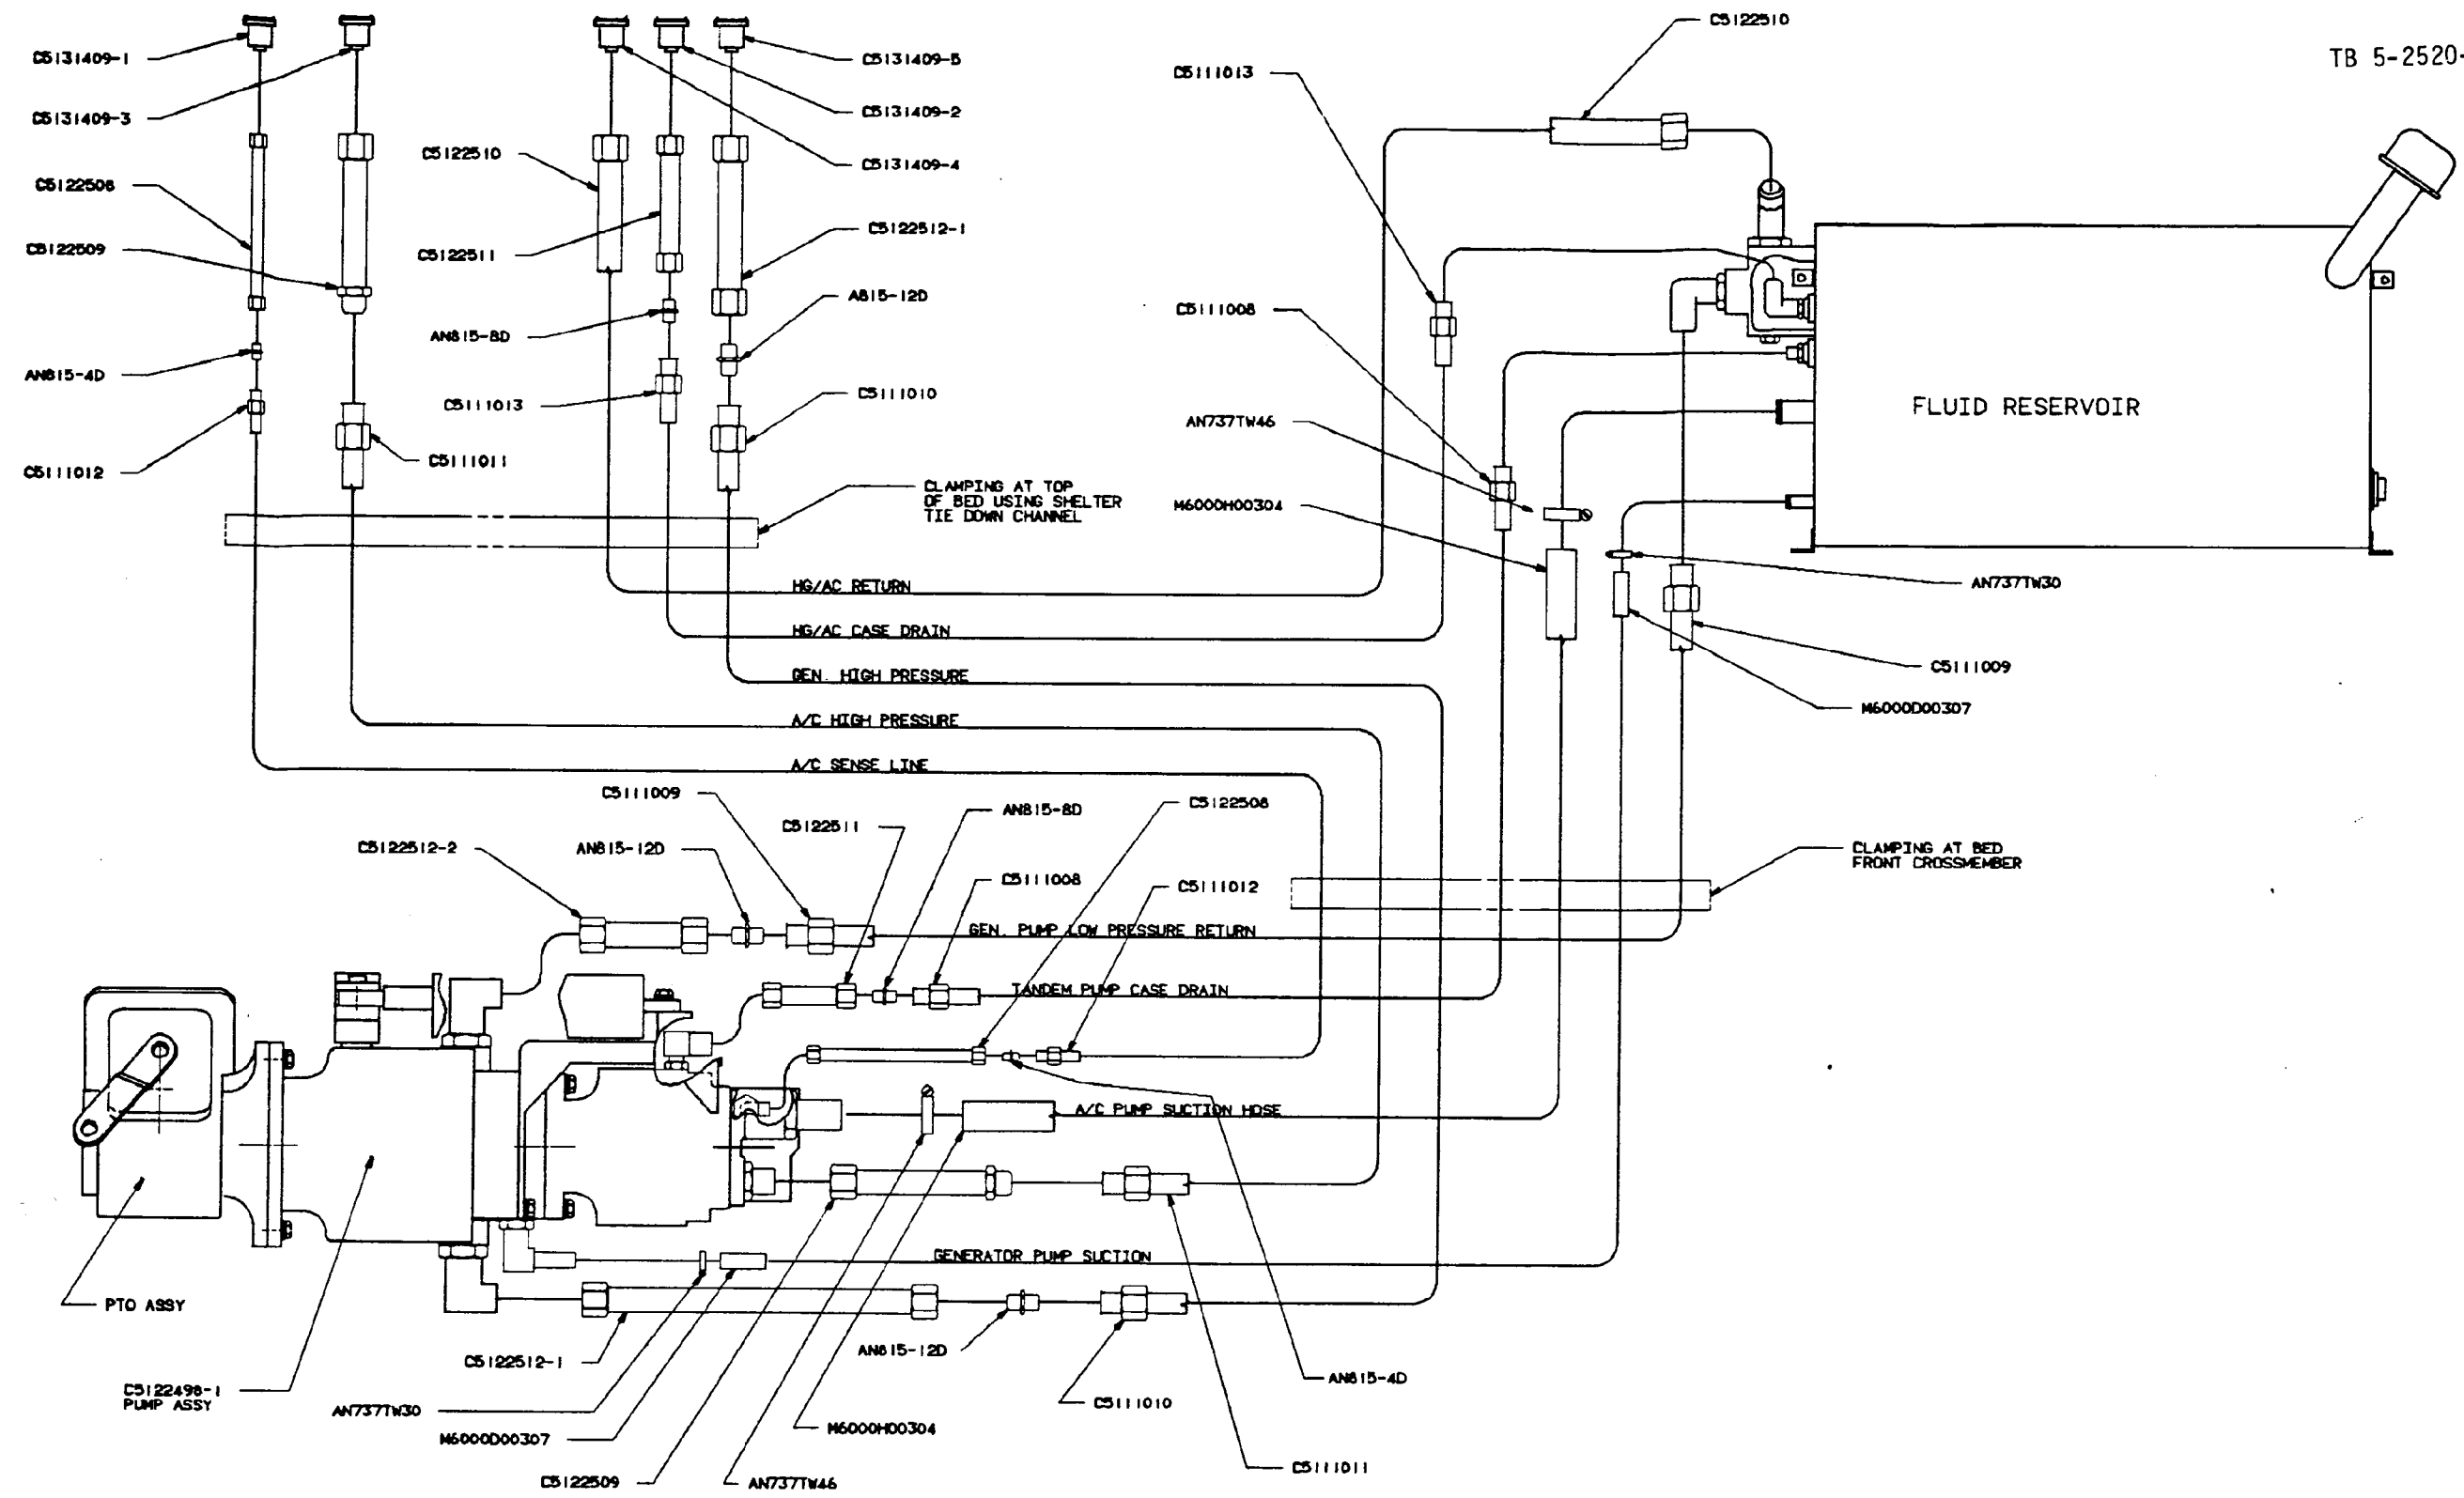 TB 5-2520-
C5131409-1
C5131409-3
C5122508
C5122509
AN815-4D
C5111012
C5111011
C5122510
C5122511
AN815-8D
C5111013
C5131409-5
C5131409-2
C5131409-4
C5122512-1
A815-12D
C5111010
CLAMPING AT TOP
OF BED USING SHELTER
TIE DOWN CHANNEL
C5122510
C5111013
C5111008
AN737TW46
M6000H00304
FLUID RESERVOIR
AN737TW30
C5111009
M6000D00307
HG/AC RETURN
HG/AC CASE DRAIN
GEN. HIGH PRESSURE
A/C HIGH PRESSURE
A/C SENSE LINE
C5111009
AN815-8D
C5122508
C5122511
C5122512-2
AN815-12D
C5111008
C5111012
CLAMPING AT BED
FRONT CROSSMEMBER
GEN. PUMP LOW PRESSURE RETURN
TANDEM PUMP CASE DRAIN
A/C PUMP SUCTION HOSE
GENERATOR PUMP SUCTION
PTO ASSY
C5122498-1
PUMP ASSY
C5122512-1
AN737TW30
M6000D00307
C5122509
AN737TW46
M6000H00304
AN815-12D
C5111010
AN815-4D
C5111011